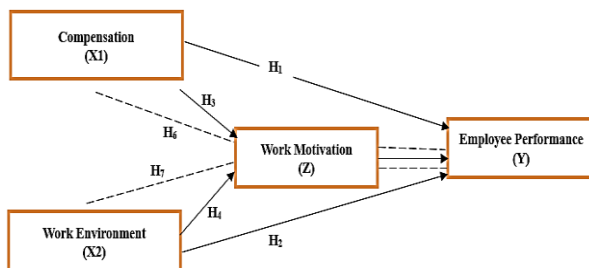 Compensation
(X1)
H1
H3
H6
Work Motivation
(Z)
Employee Performance
(Y)
H7
H4
Work Environment
(X2)
H2